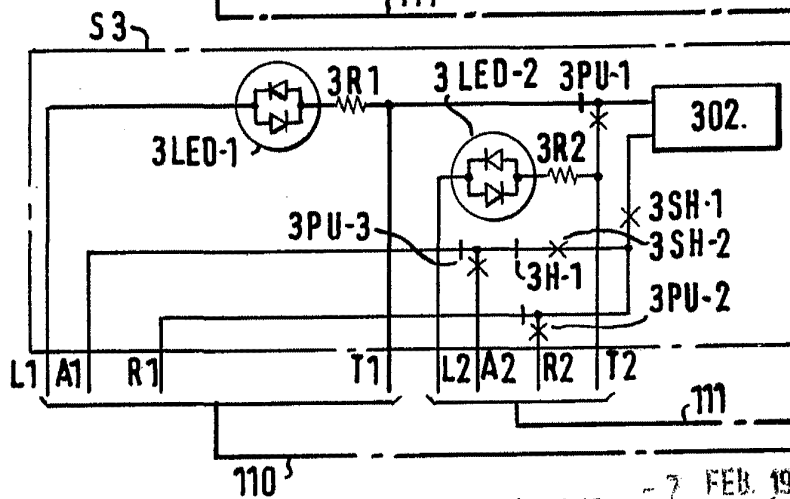 S3
3R1
3LED-2
3PU-1
302.
3LED-1
3R2
3SH-1
3PU-3
3SH-2
3H-1
3PU-2
L1 A1 R1 T1 L2 A2 R2 T2
111
110
-7 FEB. 19